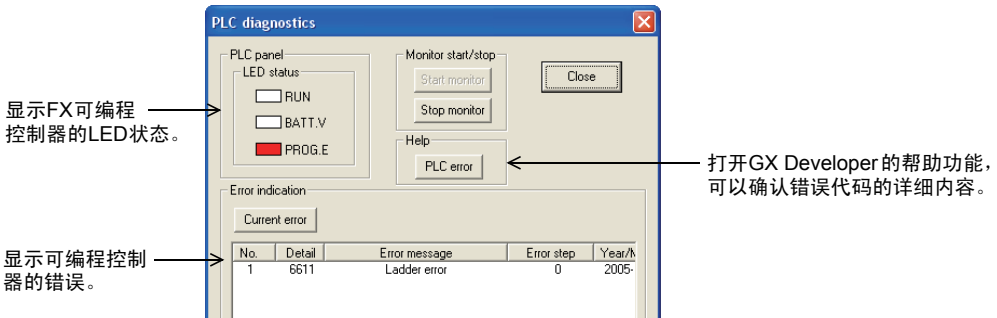 PLC diagnostics
PLC panel
LED status
RUN
BATT.V
PROG.E
Monitor start/stop
Start monitor
Stop monitor
Close
Help
PLC error
显示FX可编程
控制器的LED状态。
打开GX Developer的帮助功能，
可以确认错误代码的详细内容。
Error indication
Current error
No. Detail Error message Error step Year/M
1 6611 Ladder error 0 2005-
显示可编程控制
器的错误。